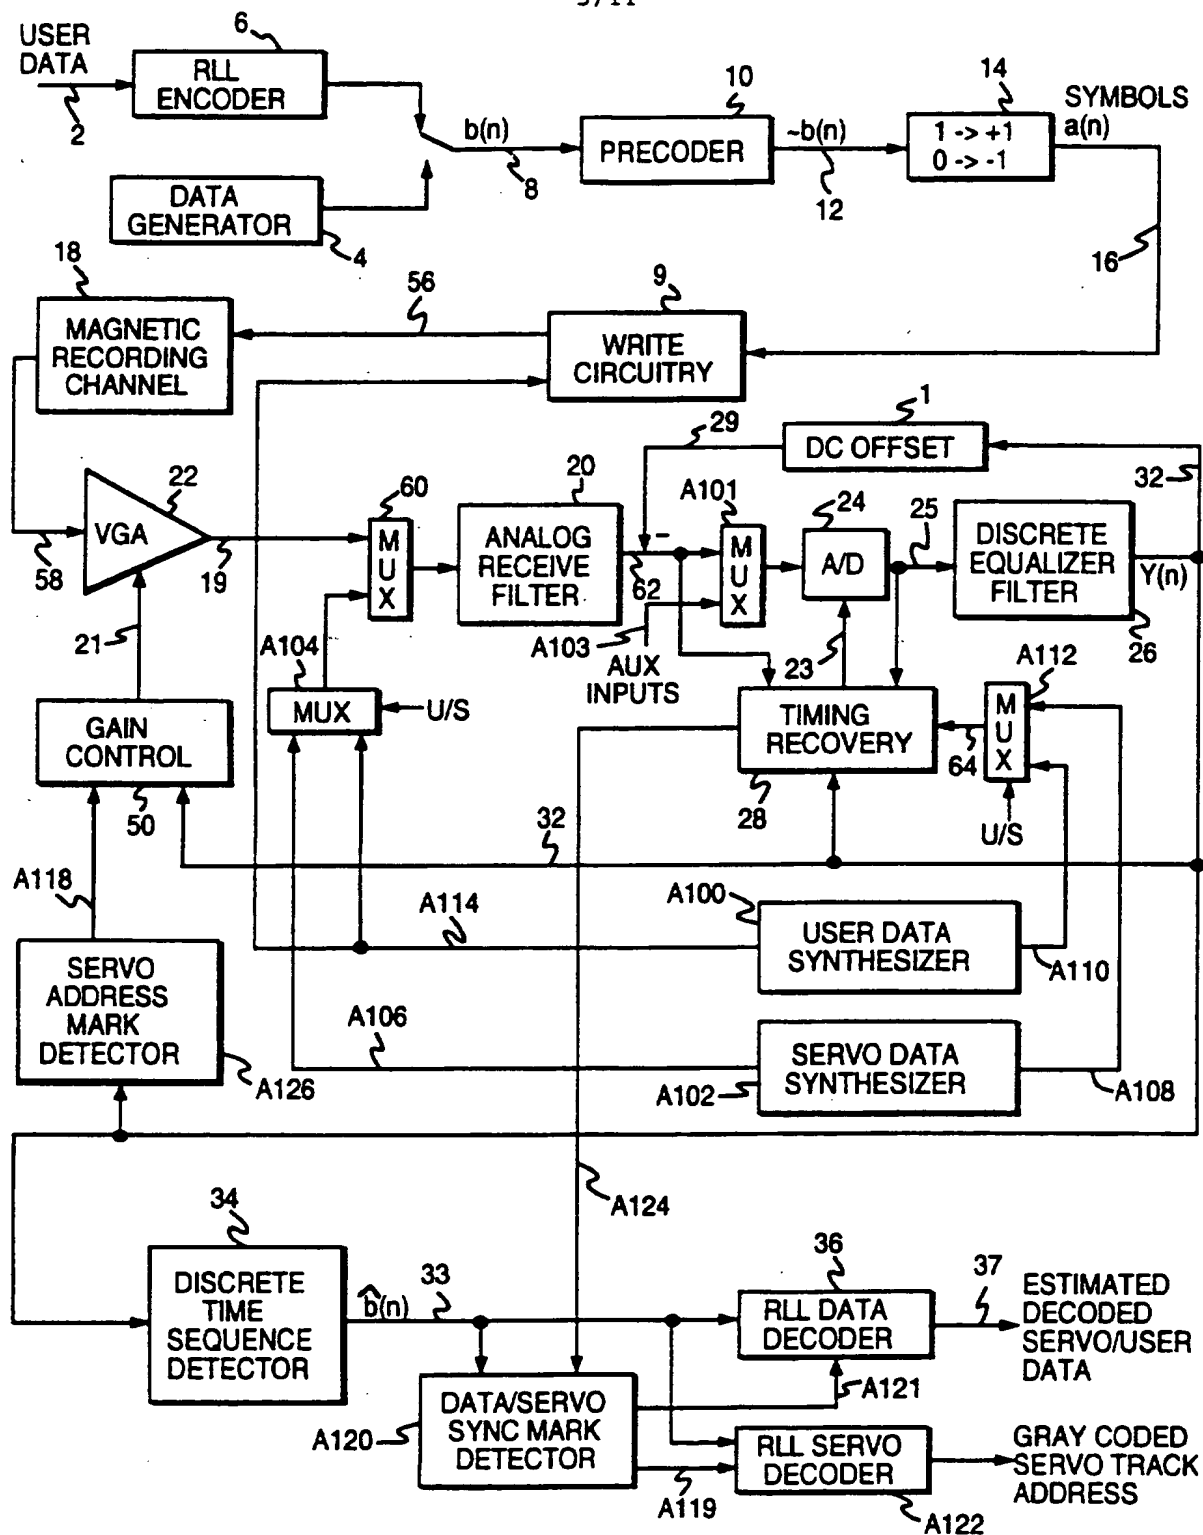 USER
DATA
2
6
RLL
ENCODER
DATA
GENERATOR
4
b(n)
8
10
PRECODER
~b(n)
12
14
1 -> +1
0 -> -1
SYMBOLS
a(n)
16
18
MAGNETIC
RECORDING
CHANNEL
56
9
WRITE
CIRCUITRY
1
DC OFFSET
29
32
22
VGA
58
19
21
60
MUX
20
ANALOG
RECEIVE
FILTER
62
-
A101
MUX
24
A/D
25
DISCRETE
EQUALIZER
FILTER
Y(n)
26
A103
AUX
INPUTS
23
A104
MUX
U/S
GAIN
CONTROL
50
TIMING
RECOVERY
28
64
A112
MUX
U/S
32
A118
A114
A100
USER DATA
SYNTHESIZER
A110
SERVO
ADDRESS
MARK
DETECTOR
A126
A106
A102
SERVO DATA
SYNTHESIZER
A108
A124
34
DISCRETE
TIME
SEQUENCE
DETECTOR
b̂(n)
33
36
RLL DATA
DECODER
37
ESTIMATED
DECODED
SERVO/USER
DATA
A120
DATA/SERVO
SYNC MARK
DETECTOR
A121
A119
RLL SERVO
DECODER
A122
GRAY CODED
SERVO TRACK
ADDRESS